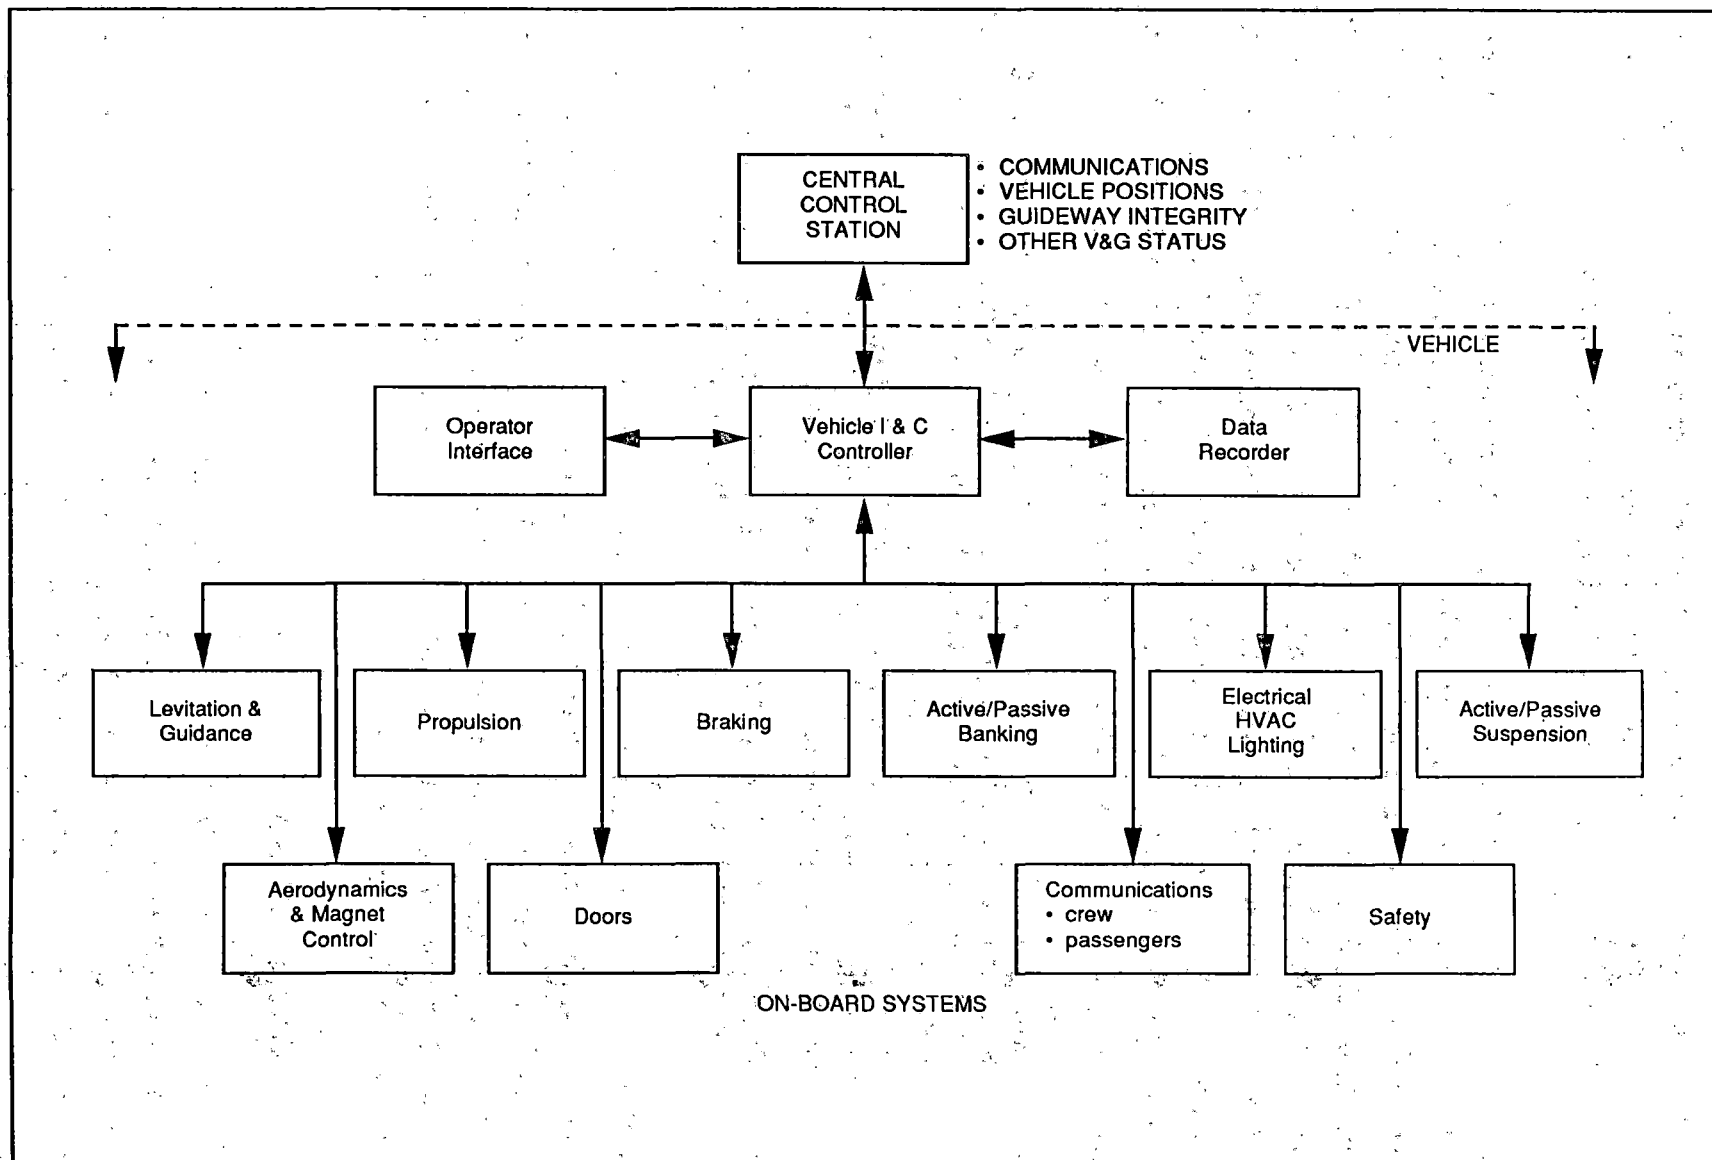 CENTRAL
CONTROL
STATION
• COMMUNICATIONS
• VEHICLE POSITIONS
• GUIDEWAY INTEGRITY
• OTHER V&G STATUS
VEHICLE
Operator
Interface
Vehicle I & C
Controller
Data
Recorder
Levitation &
Guidance
Propulsion
Braking
Active/Passive
Banking
Electrical
HVAC
Lighting
Active/Passive
Suspension
Aerodynamics
& Magnet
Control
Doors
Communications
• crew
• passengers
Safety
ON-BOARD SYSTEMS